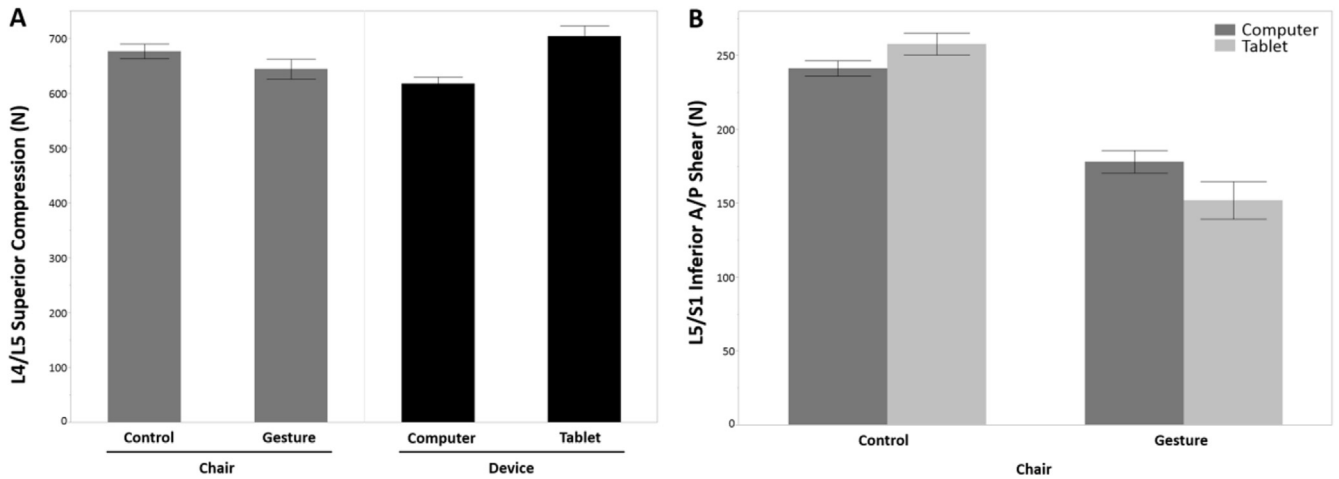 A
L4/L5 Superior Compression (N)
700
600
500
400
300
200
100
0
Control
Gesture
Computer
Tablet
Chair
Device
B
L5/S1 Inferior A/P Shear (N)
250
200
150
100
50
0
Computer
Tablet
Control
Gesture
Chair